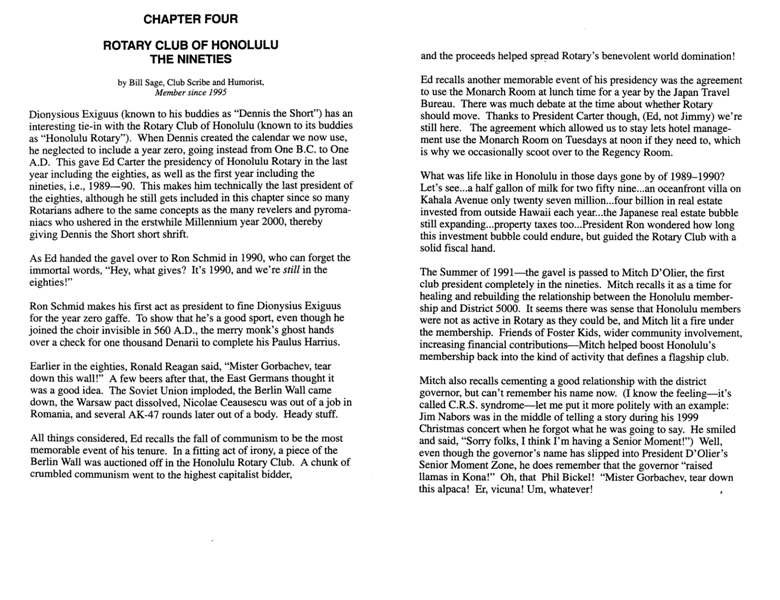 CHAPTER FOUR
ROTARY CLUB OF HONOLULU
THE NINETIES
by Bill Sage, Club Scribe and Humorist,
Member since 1995
Dionysious Exiguus (known to his buddies as “Dennis the Short”) has an
interesting tie-in with the Rotary Club of Honolulu (known to its buddies
as “Honolulu Rotary”). When Dennis created the calendar we now use,
he neglected to include a year zero, going instead from One B.C. to One
A.D. This gave Ed Carter the presidency of Honolulu Rotary in the last
year including the eighties, as well as the first year including the
nineties, i.e., 1989—90. This makes him technically the last president of
the eighties, although he still gets included in this chapter since so many
Rotarians adhere to the same concepts as the many revelers and pyroma-
niacs who ushered in the erstwhile Millennium year 2000, thereby
giving Dennis the Short short shrift.
As Ed handed the gavel over to Ron Schmid in 1990, who can forget the
immortal words, “Hey, what gives? It’s 1990, and we’re still in the
eighties!”
Ron Schmid makes his first act as president to fine Dionysius Exiguus
for the year zero gaffe. To show that he’s a good sport, even though he
joined the choir invisible in 560 A.D., the merry monk’s ghost hands
over a check for one thousand Denarii to complete his Paulus Harrius.
Earlier in the eighties, Ronald Reagan said, “Mister Gorbachev, tear
down this wall!” A few beers after that, the East Germans thought it
was a good idea. The Soviet Union imploded, the Berlin Wall came
down, the Warsaw pact dissolved, Nicolae Ceausescu was out of a job in
Romania, and several AK-47 rounds later out of a body. Heady stuff.
All things considered, Ed recalls the fall of communism to be the most
memorable event of his tenure. In a fitting act of irony, a piece of the
Berlin Wall was auctioned off in the Honolulu Rotary Club. A chunk of
crumbled communism went to the highest capitalist bidder,
and the proceeds helped spread Rotary’s benevolent world domination!
Ed recalls another memorable event of his presidency was the agreement
to use the Monarch Room at lunch time for a year by the Japan Travel
Bureau. There was much debate at the time about whether Rotary
should move. Thanks to President Carter though, (Ed, not Jimmy) we’re
still here. The agreement which allowed us to stay lets hotel manage-
ment use the Monarch Room on Tuesdays at noon if they need to, which
is why we occasionally scoot over to the Regency Room.
What was life like in Honolulu in those days gone by of 1989–1990?
Let’s see...a half gallon of milk for two fifty nine...an oceanfront villa on
Kahala Avenue only twenty seven million...four billion in real estate
invested from outside Hawaii each year...the Japanese real estate bubble
still expanding...property taxes too...President Ron wondered how long
this investment bubble could endure, but guided the Rotary Club with a
solid fiscal hand.
The Summer of 1991—the gavel is passed to Mitch D’Olier, the first
club president completely in the nineties. Mitch recalls it as a time for
healing and rebuilding the relationship between the Honolulu member-
ship and District 5000. It seems there was sense that Honolulu members
were not as active in Rotary as they could be, and Mitch lit a fire under
the membership. Friends of Foster Kids, wider community involvement,
increasing financial contributions—Mitch helped boost Honolulu’s
membership back into the kind of activity that defines a flagship club.
Mitch also recalls cementing a good relationship with the district
governor, but can’t remember his name now. (I know the feeling—it’s
called C.R.S. syndrome—let me put it more politely with an example:
Jim Nabors was in the middle of telling a story during his 1999
Christmas concert when he forgot what he was going to say. He smiled
and said, “Sorry folks, I think I’m having a Senior Moment!”) Well,
even though the governor’s name has slipped into President D’Olier’s
Senior Moment Zone, he does remember that the governor “raised
llamas in Kona!” Oh, that Phil Bickel! “Mister Gorbachev, tear down
this alpaca! Er, vicuna! Um, whatever!